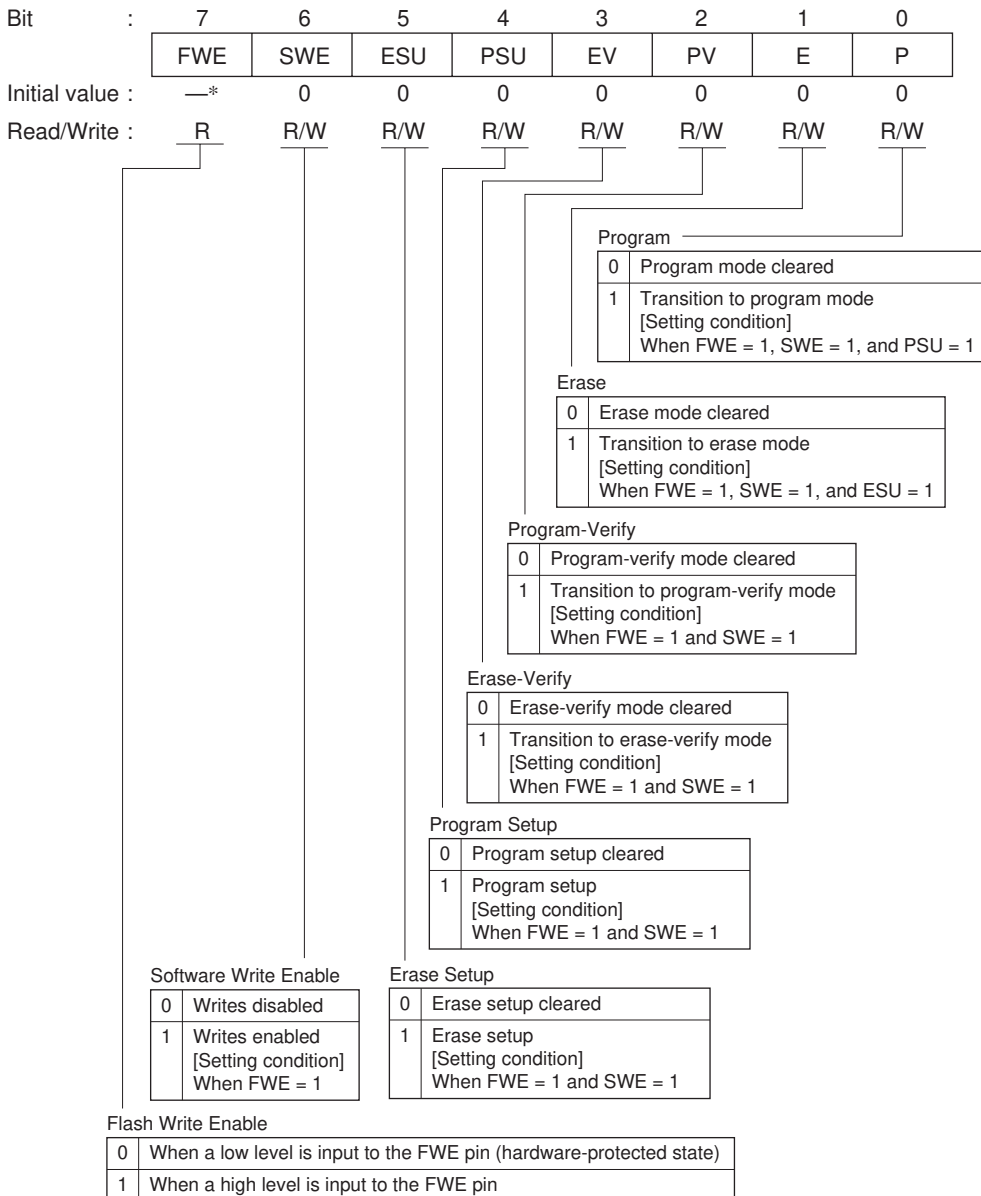 Bit : 7 6 5 4 3 2 1 0
FWE SWE ESU PSU EV PV E P
Initial value : —* 0 0 0 0 0 0 0
Read/Write : R R/W R/W R/W R/W R/W R/W R/W
Program
0 Program mode cleared
1 Transition to program mode
[Setting condition]
When FWE = 1, SWE = 1, and PSU = 1
Erase
0 Erase mode cleared
1 Transition to erase mode
[Setting condition]
When FWE = 1, SWE = 1, and ESU = 1
Program-Verify
0 Program-verify mode cleared
1 Transition to program-verify mode
[Setting condition]
When FWE = 1 and SWE = 1
Erase-Verify
0 Erase-verify mode cleared
1 Transition to erase-verify mode
[Setting condition]
When FWE = 1 and SWE = 1
Program Setup
0 Program setup cleared
1 Program setup
[Setting condition]
When FWE = 1 and SWE = 1
Software Write Enable
0 Writes disabled
1 Writes enabled
[Setting condition]
When FWE = 1
Erase Setup
0 Erase setup cleared
1 Erase setup
[Setting condition]
When FWE = 1 and SWE = 1
Flash Write Enable
0 When a low level is input to the FWE pin (hardware-protected state)
1 When a high level is input to the FWE pin